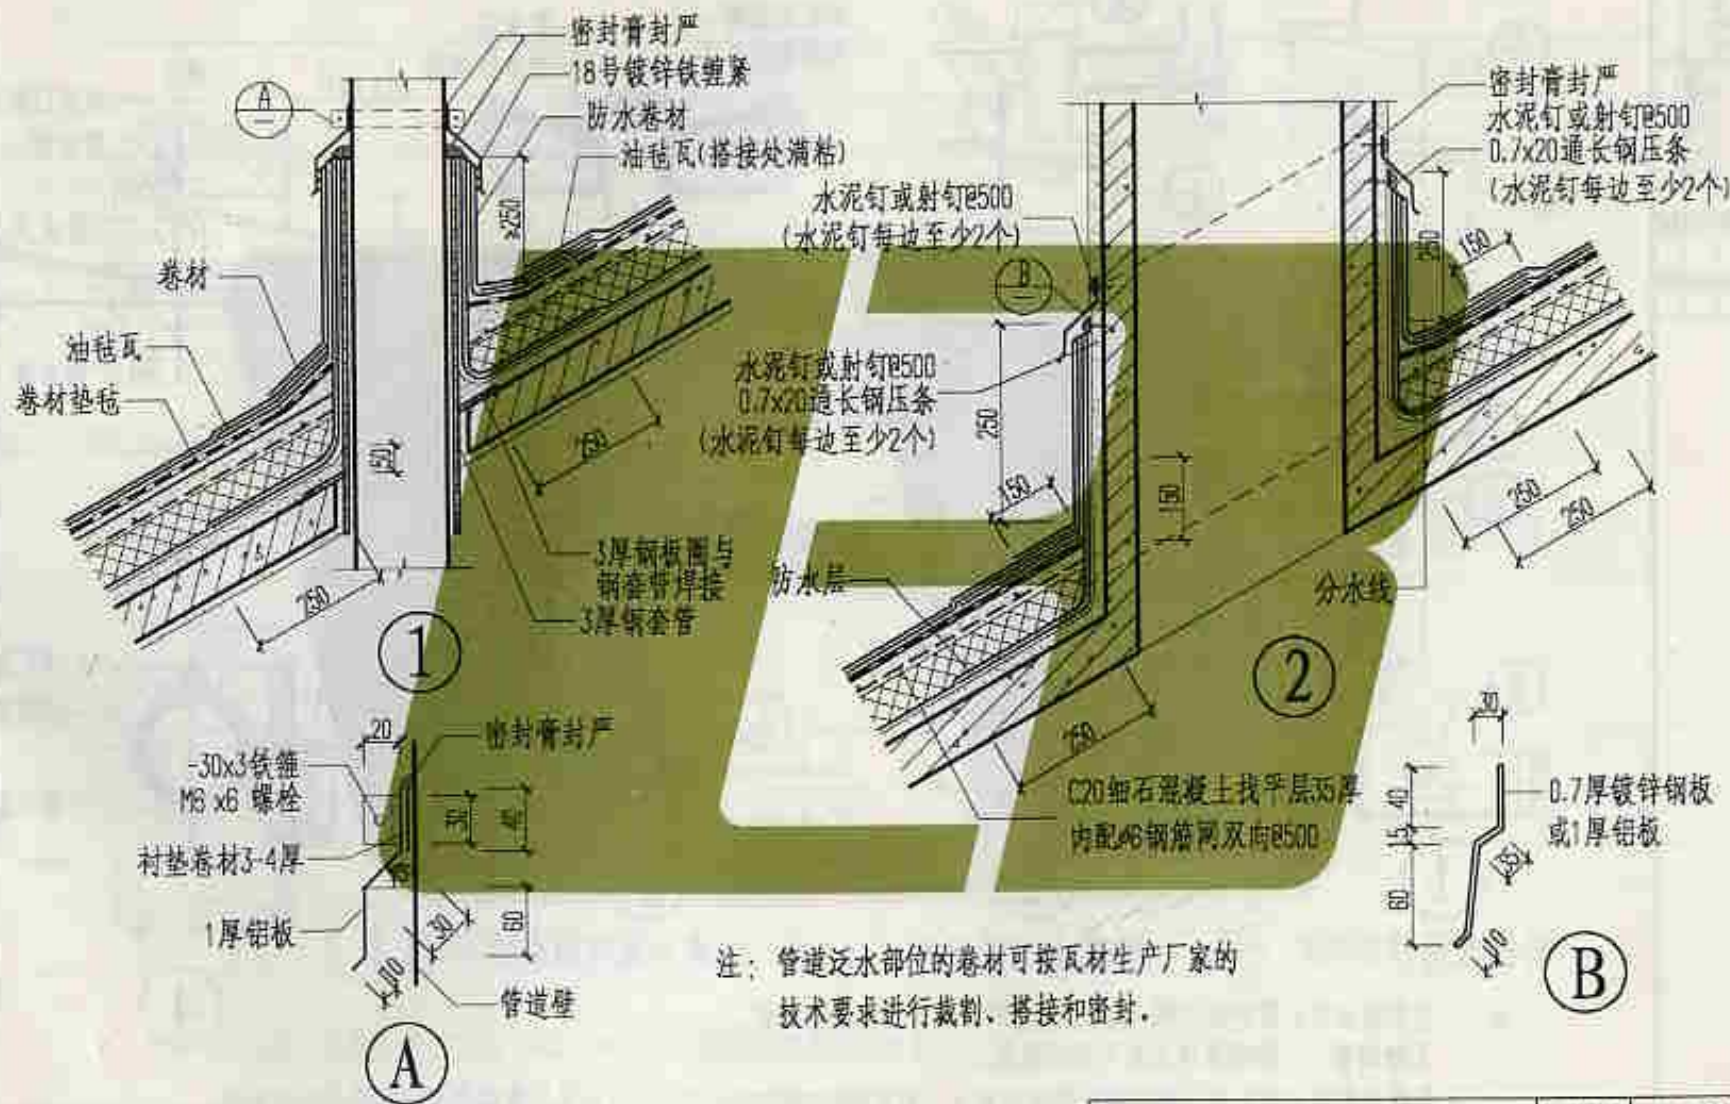 密封膏封严
18号镀锌铁缠紧
防水卷材
油毡瓦(搭接处满粘)
A
≥250
卷材
油毡瓦
卷材垫毡
50
250
250
3厚钢板圈与
钢套管焊接
3厚钢套管
1
密封膏封严
水泥钉或射钉@500
0.7x20通长钢压条
(水泥钉每边至少2个)
水泥钉或射钉@500
(水泥钉每边至少2个)
B
250
150
水泥钉或射钉@500
0.7x20通长钢压条
(水泥钉每边至少2个)
250
150
250
250
防水层
分水线
2
250
C20细石混凝土找平层35厚
内配φ6钢筋网双向@500
20
密封膏封严
-30x3铁箍
M6x6 螺栓
30
40
衬垫卷材3-4厚
1厚铝板
30
60
10
管道壁
A
30
40
15
60
0.7厚镀锌钢板
或1厚铝板
10
B
注: 管道泛水部位的卷材可按瓦材生产厂家的
技术要求进行裁割、搭接和密封.